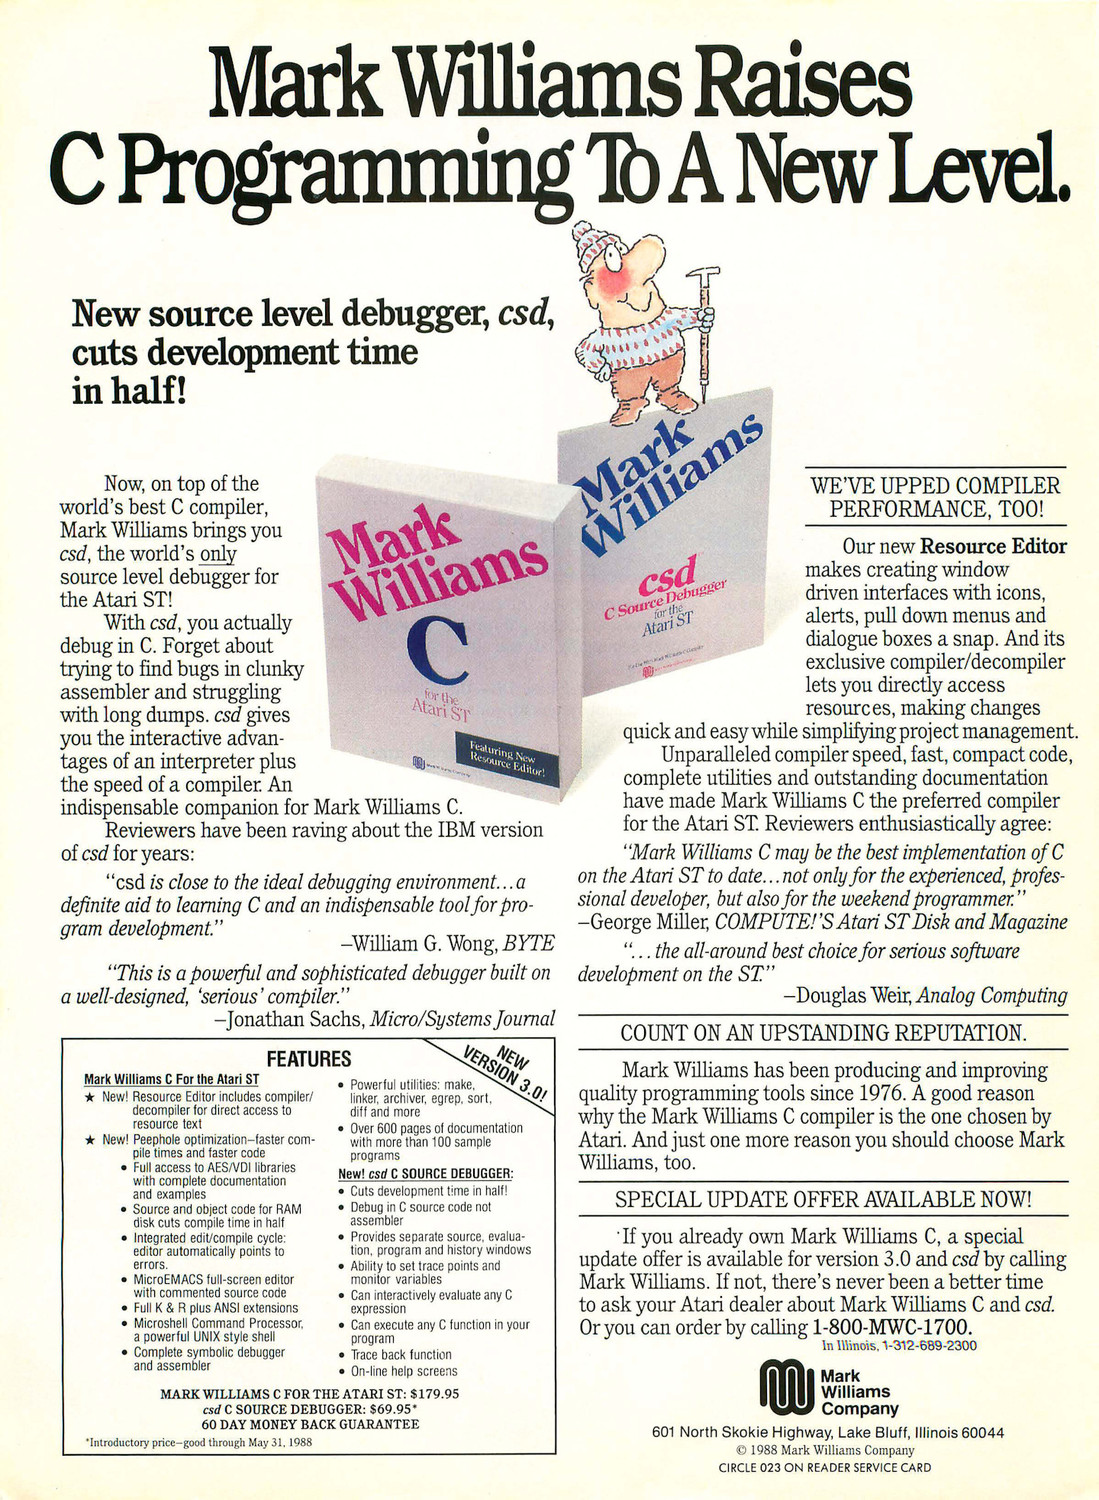 Mark Williams Raises
C Programming To A New Level.
New source level debugger, csd,
cuts development time
in half!
Now, on top of the
world's best C compiler,
Mark Williams brings you
csd, the world's only
source level debugger for
the Atari ST!
With csd, you actually
debug in C. Forget about
trying to find bugs in clunky
assembler and struggling
with long dumps. csd gives
you the interactive advan-
tages of an interpreter plus
the speed of a compiler. An
indispensable companion for Mark Williams C.
Reviewers have been raving about the IBM version
of csd for years:
"csd is close to the ideal debugging environment...a
definite aid to learning C and an indispensable tool for pro-
gram development."
–William G. Wong, BYTE
"This is a powerful and sophisticated debugger built on
a well-designed, 'serious' compiler."
–Jonathan Sachs, Micro/Systems Journal
Mark
Williams
C
for the
Atari ST
Featuring New
Resource Editor!
Mark
Williams
csd
C Source Debugger
for the
Atari ST
WE'VE UPPED COMPILER
PERFORMANCE, TOO!
Our new Resource Editor
makes creating window
driven interfaces with icons,
alerts, pull down menus and
dialogue boxes a snap. And its
exclusive compiler/decompiler
lets you directly access
resources, making changes
quick and easy while simplifying project management.
Unparalleled compiler speed, fast, compact code,
complete utilities and outstanding documentation
have made Mark Williams C the preferred compiler
for the Atari ST. Reviewers enthusiastically agree:
"Mark Williams C may be the best implementation of C
on the Atari ST to date...not only for the experienced, profes-
sional developer, but also for the weekend programmer."
–George Miller, COMPUTE!'S Atari ST Disk and Magazine
"...the all-around best choice for serious software
development on the ST."
–Douglas Weir, Analog Computing
COUNT ON AN UPSTANDING REPUTATION.
Mark Williams has been producing and improving
quality programming tools since 1976. A good reason
why the Mark Williams C compiler is the one chosen by
Atari. And just one more reason you should choose Mark
Williams, too.
SPECIAL UPDATE OFFER AVAILABLE NOW!
If you already own Mark Williams C, a special
update offer is available for version 3.0 and csd by calling
Mark Williams. If not, there's never been a better time
to ask your Atari dealer about Mark Williams C and csd.
Or you can order by calling 1-800-MWC-1700.
In Illinois, 1-312-689-2300
Mark
Williams
Company
601 North Skokie Highway, Lake Bluff, Illinois 60044
© 1988 Mark Williams Company
CIRCLE 023 ON READER SERVICE CARD
FEATURES
NEW
VERSION 3.0!
Mark Williams C For the Atari ST
★ New! Resource Editor includes compiler/
decompiler for direct access to
resource text
★ New! Peephole optimization–faster com-
pile times and faster code
• Full access to AES/VDI libraries
with complete documentation
and examples
• Source and object code for RAM
disk cuts compile time in half
• Integrated edit/compile cycle:
editor automatically points to
errors.
• MicroEMACS full-screen editor
with commented source code
• Full K & R plus ANSI extensions
• Microshell Command Processor,
a powerful UNIX style shell
• Complete symbolic debugger
and assembler
• Powerful utilities: make,
linker, archiver, egrep, sort,
diff and more
• Over 600 pages of documentation
with more than 100 sample
programs
New! csd C SOURCE DEBUGGER:
• Cuts development time in half!
• Debug in C source code not
assembler
• Provides separate source, evalua-
tion, program and history windows
• Ability to set trace points and
monitor variables
• Can interactively evaluate any C
expression
• Can execute any C function in your
program
• Trace back function
• On-line help screens
MARK WILLIAMS C FOR THE ATARI ST: $179.95
csd C SOURCE DEBUGGER: $69.95*
60 DAY MONEY BACK GUARANTEE
*Introductory price–good through May 31, 1988